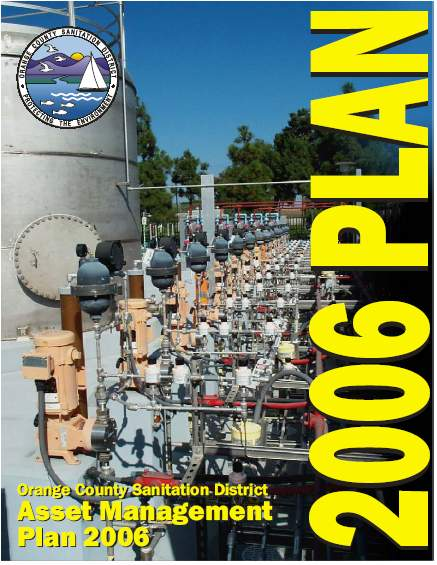 ORANGE COUNTY SANITATION DISTRICT
PROTECTING THE ENVIRONMENT
2006 PLAN
Orange County Sanitation District
Asset Management
Plan 2006